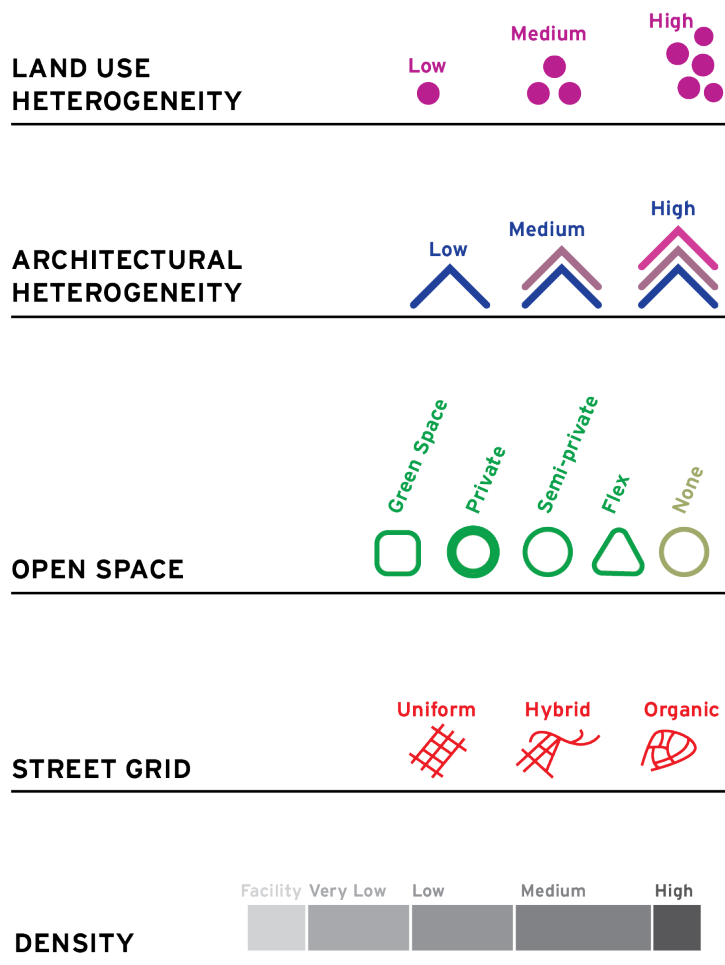 Low
Medium
High
LAND USE
HETEROGENEITY
Low
Medium
High
ARCHITECTURAL
HETEROGENEITY
Green Space
Private
Semi-private
Flex
None
OPEN SPACE
Uniform
Hybrid
Organic
STREET GRID
Facility
Very Low
Low
Medium
High
DENSITY